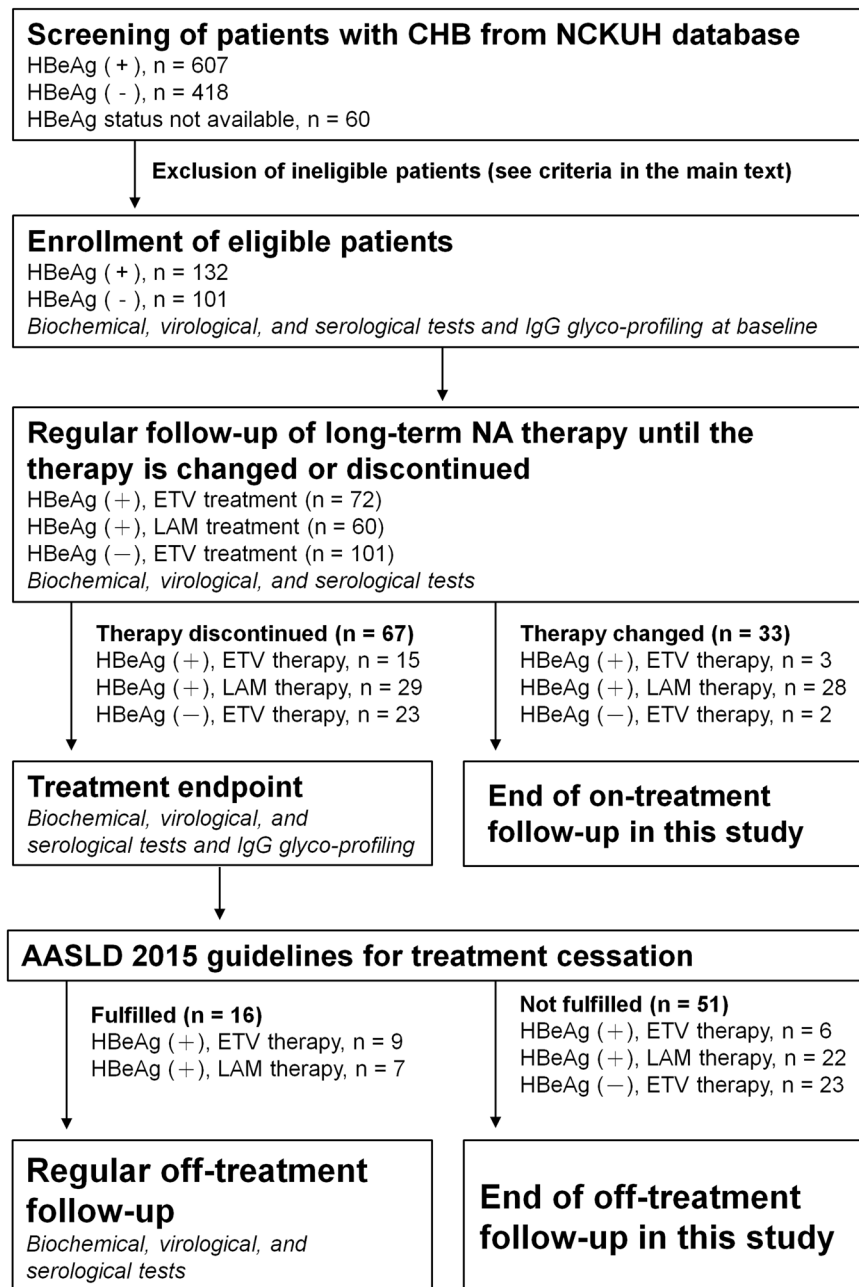 Screening of patients with CHB from NCKUH database
HBeAg ( + ), n = 607
HBeAg ( - ), n = 418
HBeAg status not available, n = 60
Exclusion of ineligible patients (see criteria in the main text)
Enrollment of eligible patients
HBeAg ( + ), n = 132
HBeAg ( - ), n = 101
Biochemical, virological, and serological tests and IgG glyco-profiling at baseline
Regular follow-up of long-term NA therapy until the
therapy is changed or discontinued
HBeAg (+), ETV treatment (n = 72)
HBeAg (+), LAM treatment (n = 60)
HBeAg (−), ETV treatment (n = 101)
Biochemical, virological, and serological tests
Therapy discontinued (n = 67)
HBeAg (+), ETV therapy, n = 15
HBeAg (+), LAM therapy, n = 29
HBeAg (−), ETV therapy, n = 23
Therapy changed (n = 33)
HBeAg (+), ETV therapy, n = 3
HBeAg (+), LAM therapy, n = 28
HBeAg (−), ETV therapy, n = 2
Treatment endpoint
Biochemical, virological, and
serological tests and IgG glyco-profiling
End of on-treatment
follow-up in this study
AASLD 2015 guidelines for treatment cessation
Fulfilled (n = 16)
HBeAg (+), ETV therapy, n = 9
HBeAg (+), LAM therapy, n = 7
Not fulfilled (n = 51)
HBeAg (+), ETV therapy, n = 6
HBeAg (+), LAM therapy, n = 22
HBeAg (−), ETV therapy, n = 23
Regular off-treatment
follow-up
Biochemical, virological, and
serological tests
End of off-treatment
follow-up in this study